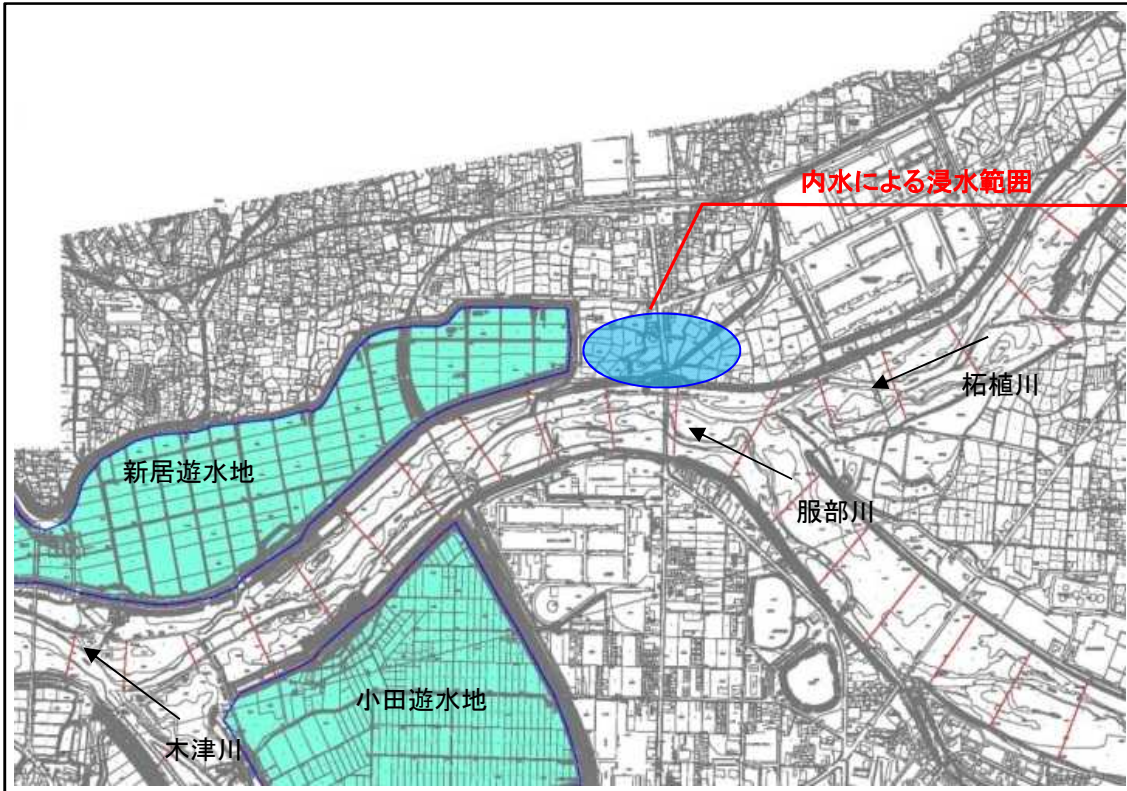 内水による浸水範囲
柘植川
新居遊水地
服部川
小田遊水地
木津川